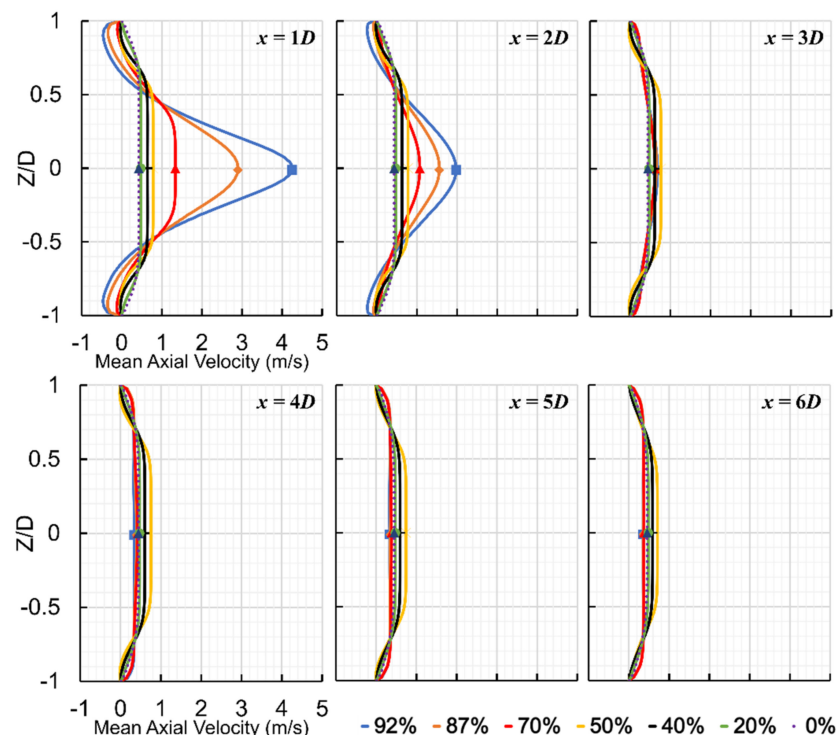 1
x = 1D
x = 2D
x = 3D
0.5
Z/D
0
-0.5
-1
-1 0 1 2 3 4 5
Mean Axial Velocity (m/s)
1
x = 4D
x = 5D
x = 6D
0.5
Z/D
0
-0.5
-1
-1 0 1 2 3 4 5
Mean Axial Velocity (m/s)
92% 87% 70% 50% 40% 20% 0%